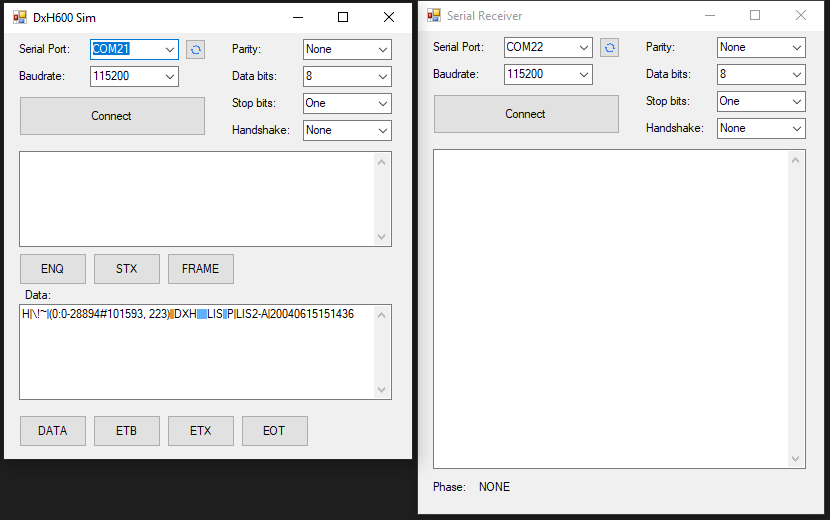 DxH600 Sim
Serial Port: COM21
Parity: None
Baudrate: 115200
Data bits: 8
Stop bits: One
Connect
Handshake: None
ENQ STX FRAME
Data:
H|\!~|(0:0-28894#101593, 223)|||DXH|||||LIS||P|LIS2-A|20040615151436
DATA ETB ETX EOT
Serial Receiver
Serial Port: COM22
Parity: None
Baudrate: 115200
Data bits: 8
Stop bits: One
Connect
Handshake: None
Phase: NONE